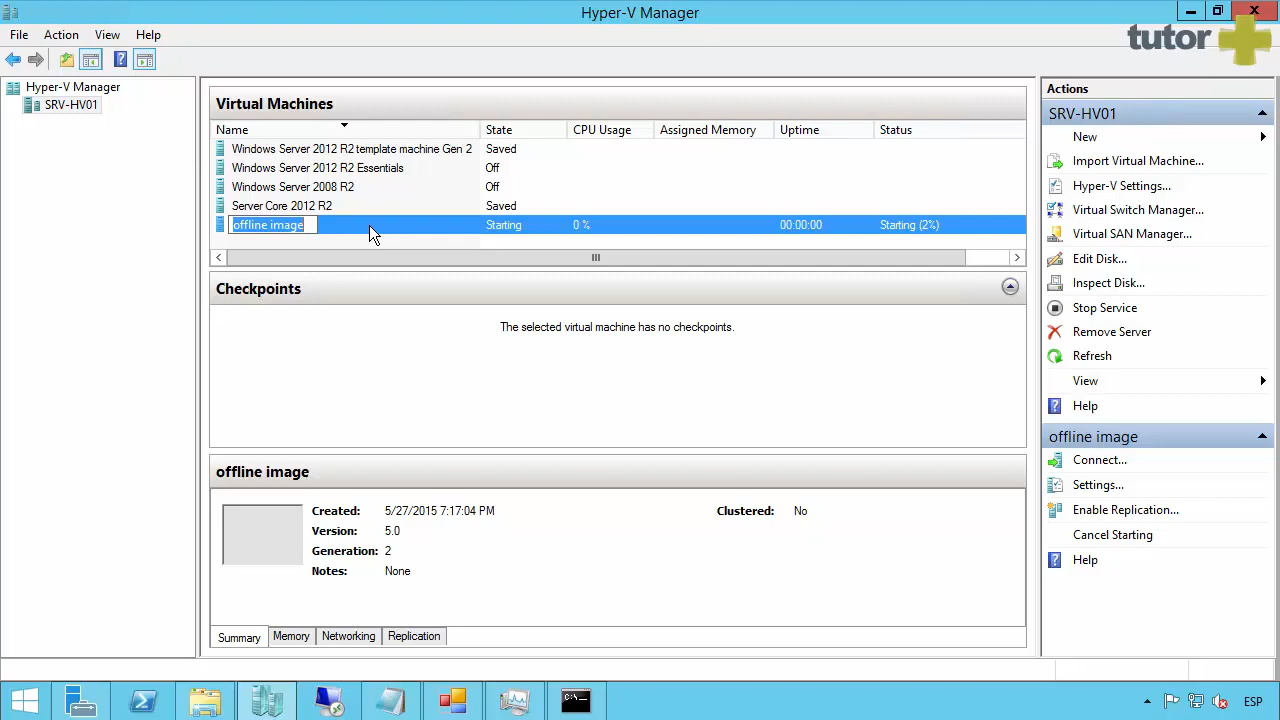 Hyper-V Manager
tutor
File Action View Help
Hyper-V Manager
SRV-HV01
Virtual Machines
Name State CPU Usage Assigned Memory Uptime Status
Windows Server 2012 R2 template machine Gen 2 Saved
Windows Server 2012 R2 Essentials Off
Windows Server 2008 R2 Off
Server Core 2012 R2 Saved
offline image Starting 0 % 00:00:00 Starting (2%)
Checkpoints
The selected virtual machine has no checkpoints.
offline image
Created: 5/27/2015 7:17:04 PM Clustered: No
Version: 5.0
Generation: 2
Notes: None
Summary Memory Networking Replication
Actions
SRV-HV01
New
Import Virtual Machine...
Hyper-V Settings...
Virtual Switch Manager...
Virtual SAN Manager...
Edit Disk...
Inspect Disk...
Stop Service
Remove Server
Refresh
View
Help
offline image
Connect...
Settings...
Enable Replication...
Cancel Starting
Help
ESP